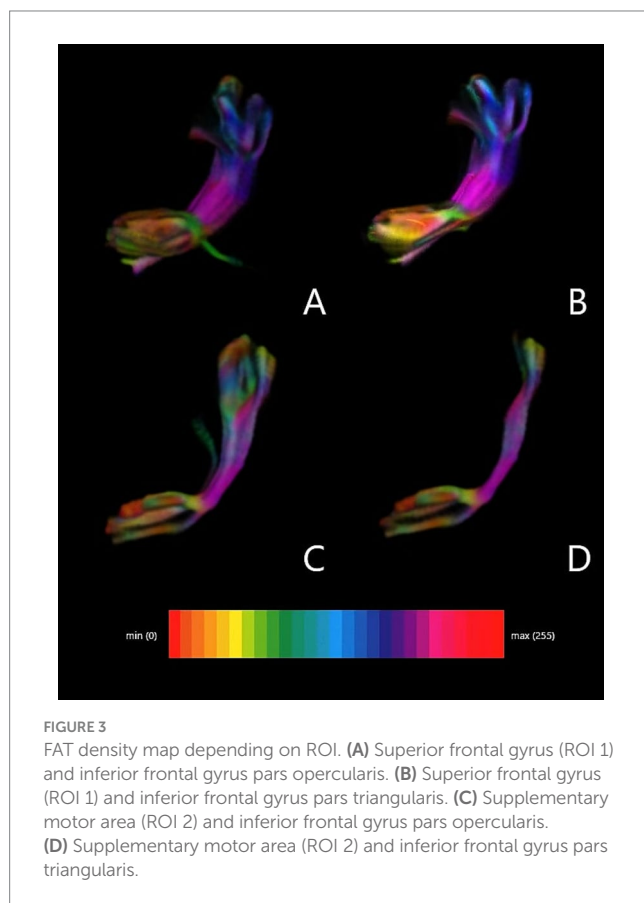 A
B
C
D
min (0)
max (255)
FIGURE 3
FAT density map depending on ROI. (A) Superior frontal gyrus (ROI 1)
and inferior frontal gyrus pars opercularis. (B) Superior frontal gyrus
(ROI 1) and inferior frontal gyrus pars triangularis. (C) Supplementary
motor area (ROI 2) and inferior frontal gyrus pars opercularis.
(D) Supplementary motor area (ROI 2) and inferior frontal gyrus pars
triangularis.